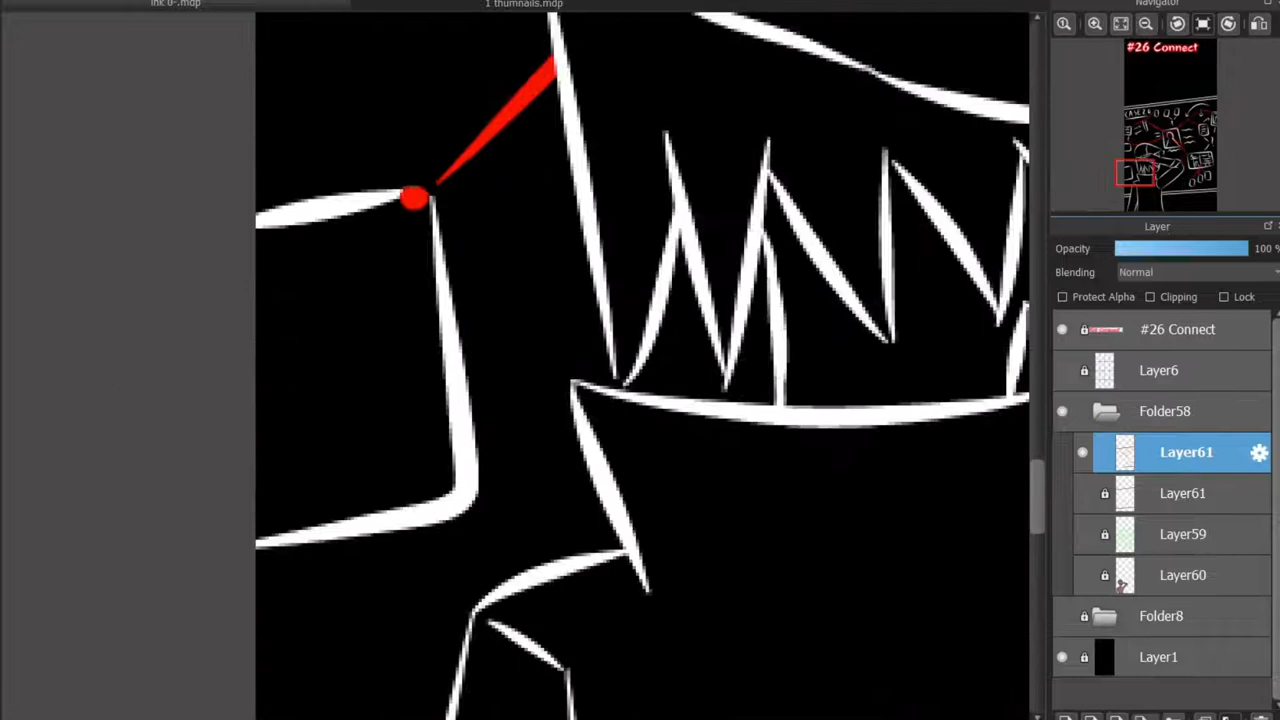 ink 0-.mdp
1 thumnails.mdp
Navigator
#26 Connect
Layer
Opacity 100 %
Blending Normal
Protect Alpha Clipping Lock
#26 Connect
Layer6
Folder58
Layer61
Layer61
Layer59
Layer60
Folder8
Layer1